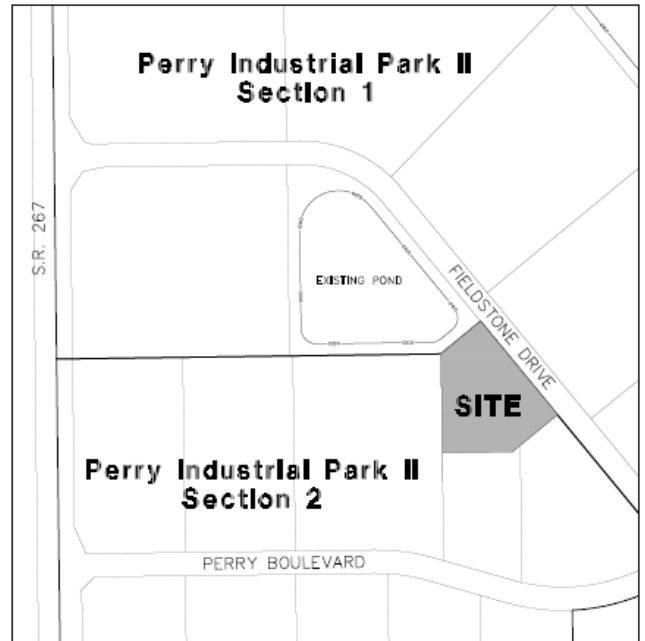 Perry Industrial Park II
Section 1
S.R. 267
EXISTING POND
FIELDSTONE DRIVE
SITE
Perry Industrial Park II
Section 2
PERRY BOULEVARD